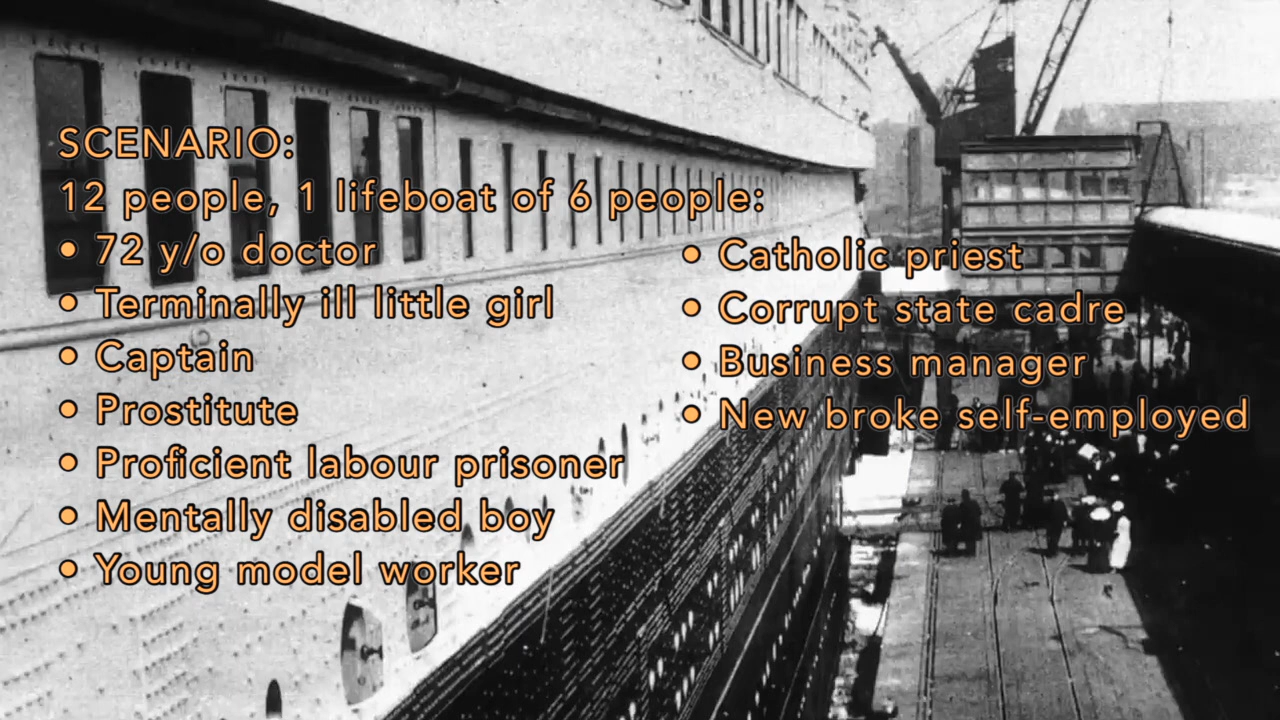 SCENARIO:
12 people, 1 lifeboat of 6 people:
• 72 y/o doctor
• Terminally ill little girl
• Captain
• Prostitute
• Proficient labour prisoner
• Mentally disabled boy
• Young model worker
• Catholic priest
• Corrupt state cadre
• Business manager
• New broke self-employed